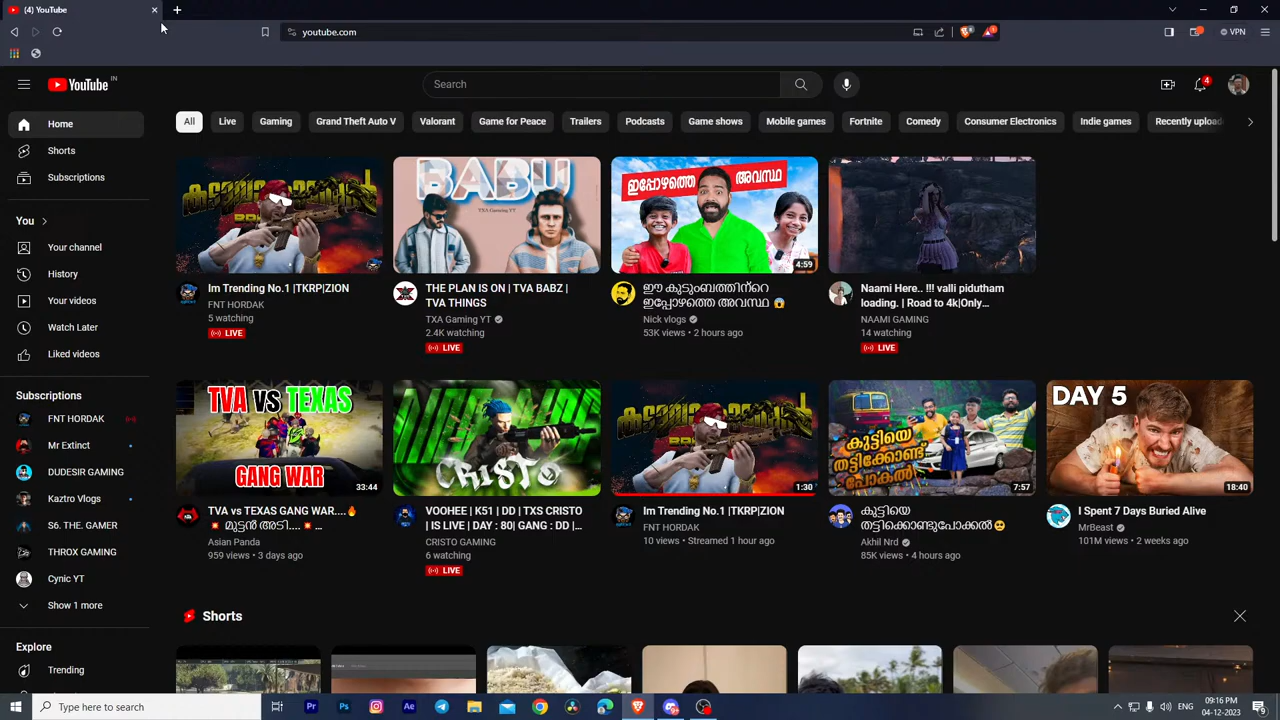 (4) YouTube
youtube.com
VPN
YouTube IN
Search
4
Home
Shorts
Subscriptions
You
Your channel
History
Your videos
Watch Later
Liked videos
Subscriptions
FNT HORDAK
Mr Extinct
DUDESIR GAMING
Kaztro Vlogs
S6. THE. GAMER
THROX GAMING
Cynic YT
Show 1 more
Explore
Trending
All Live Gaming Grand Theft Auto V Valorant Game for Peace Trailers Podcasts Game shows Mobile games Fortnite Comedy Consumer Electronics Indie games Recently upload
BABU
TXA Gaming YT
ഇപ്പോഴത്തെ അവസ്ഥ
4:59
Im Trending No.1 |TKRP|ZION
FNT HORDAK
5 watching
LIVE
THE PLAN IS ON | TVA BABZ |
TVA THINGS
TXA Gaming YT
2.4K watching
LIVE
ഈ കുടുംബത്തിൻ്റെ
ഇപ്പോഴത്തെ അവസ്ഥ 😱
Nick vlogs
53K views • 2 hours ago
Naami Here.. !!! valli pidutham
loading. | Road to 4k|Only…
NAAMI GAMING
14 watching
LIVE
TVA vs TEXAS
GANG WAR
33:44
CRISTO
1:30
കുട്ടിയെ
തട്ടിക്കോണ്ട്
പോകൽ
7:57
DAY 5
18:40
TVA vs TEXAS GANG WAR....🔥
💥 മുട്ടൻ അടി....💥 …
Asian Panda
959 views • 3 days ago
VOOHEE | K51 | DD | TXS CRISTO
| IS LIVE | DAY : 80| GANG : DD |…
CRISTO GAMING
6 watching
LIVE
Im Trending No.1 |TKRP|ZION
FNT HORDAK
10 views • Streamed 1 hour ago
കുട്ടിയെ
തട്ടിക്കൊണ്ടുപോക്കൽ🥺
Akhil Nrd
85K views • 4 hours ago
I Spent 7 Days Buried Alive
MrBeast
101M views • 2 weeks ago
Shorts
Type here to search
Pr Ps Ae
ENG
09:16 PM
04-12-2023